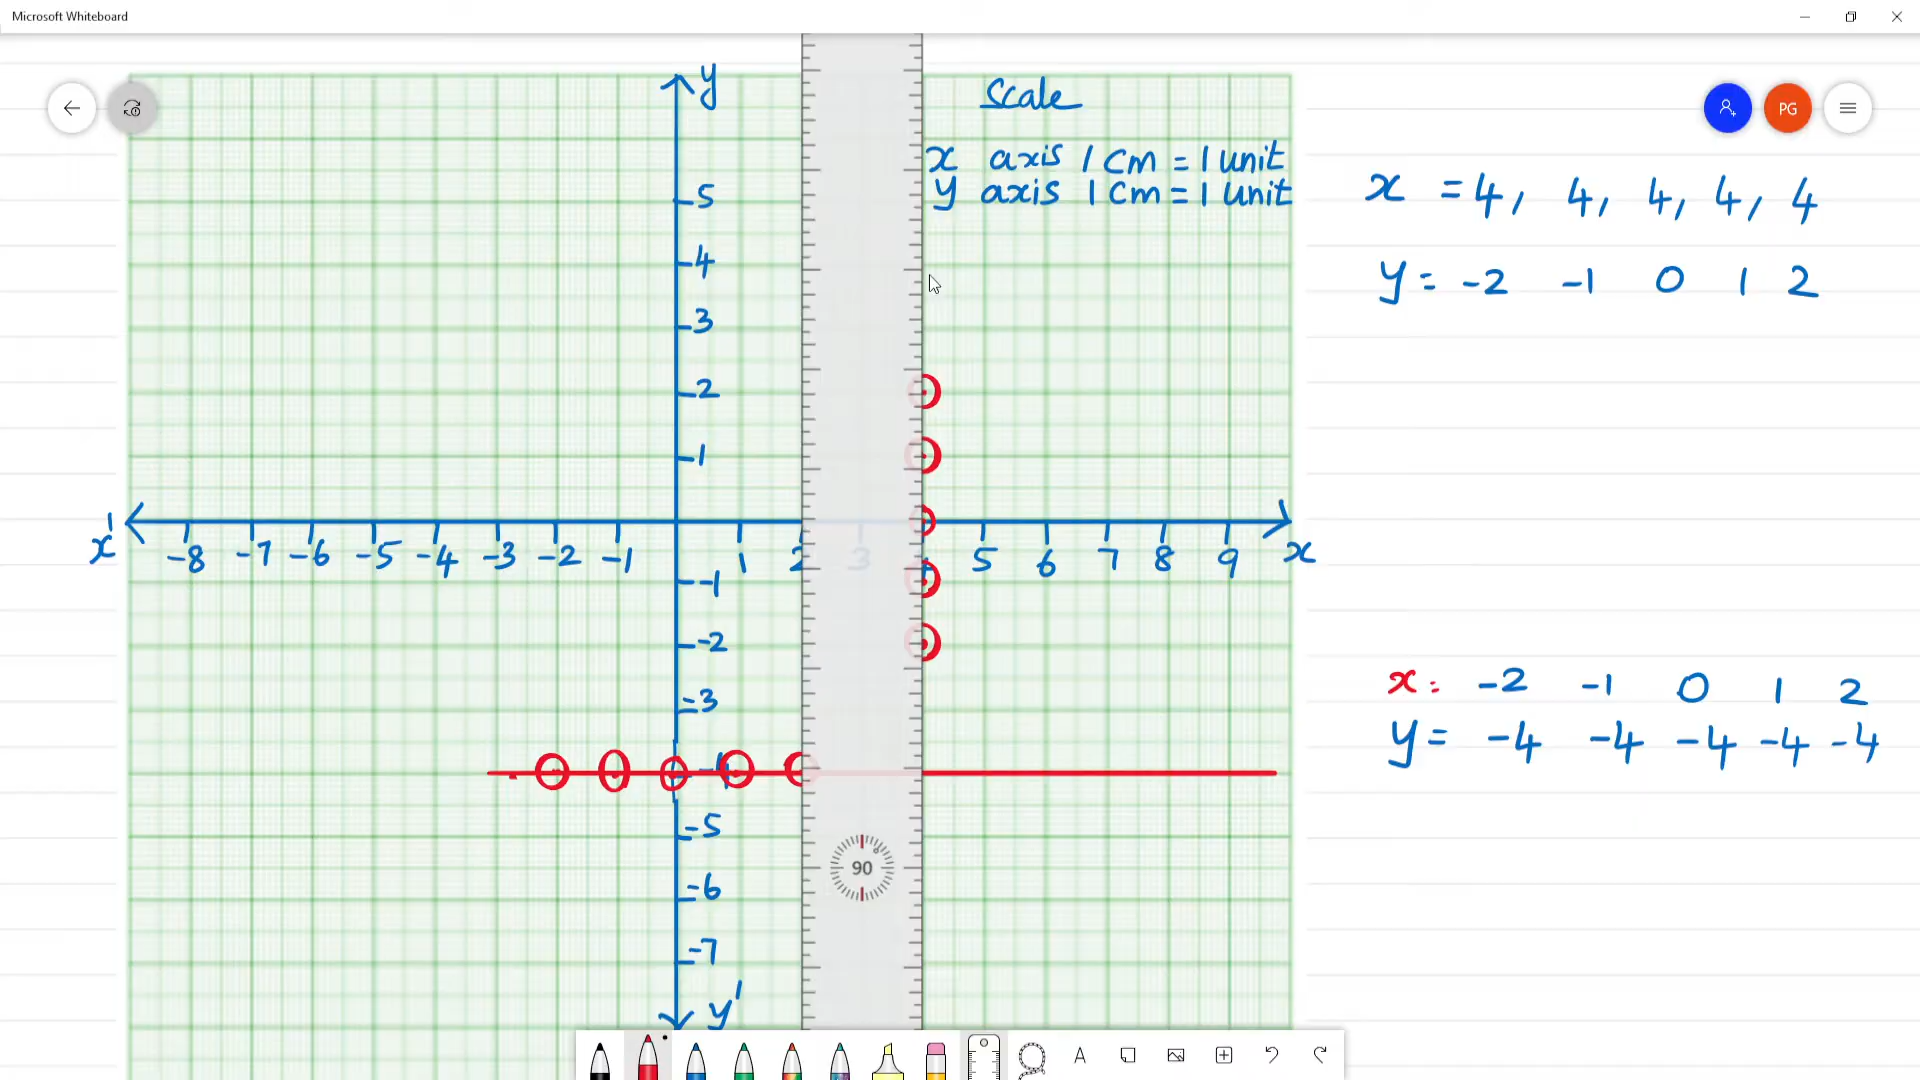 Microsoft Whiteboard
y
Scale
PG
x axis 1 Cm = 1 unit
y axis 1 Cm = 1 unit
x = 4, 4, 4, 4, 4
y = -2 -1 0 1 2
5
4
3
2
1
x' -8 -7 -6 -5 -4 -3 -2 -1 1 2 3 5 6 7 8 9 x
-1
-2
-3
-4
-5
-6
-7
y'
x = -2 -1 0 1 2
y = -4 -4 -4 -4 -4
90
A